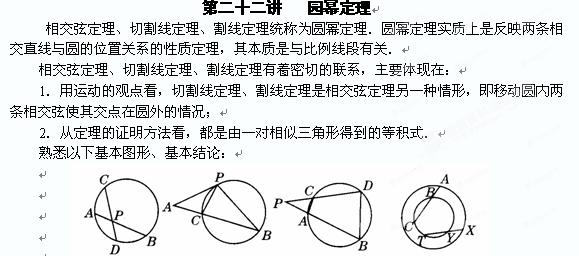 第二十二讲 圆幂定理
相交弦定理、切割线定理、割线定理统称为圆幂定理．圆幂定理实质上是反映两条相
交直线与圆的位置关系的性质定理，其本质是与比例线段有关．
相交弦定理、切割线定理、割线定理有着密切的联系，主要体现在：
1．用运动的观点看，切割线定理、割线定理是相交弦定理另一种情形，即移动圆内两
条相交弦使其交点在圆外的情况；
2．从定理的证明方法看，都是由一对相似三角形得到的等积式．
熟悉以下基本图形、基本结论：
C
A P
B
D
P
A
C
B
C D
P
A
B
A
B
C
T Y X